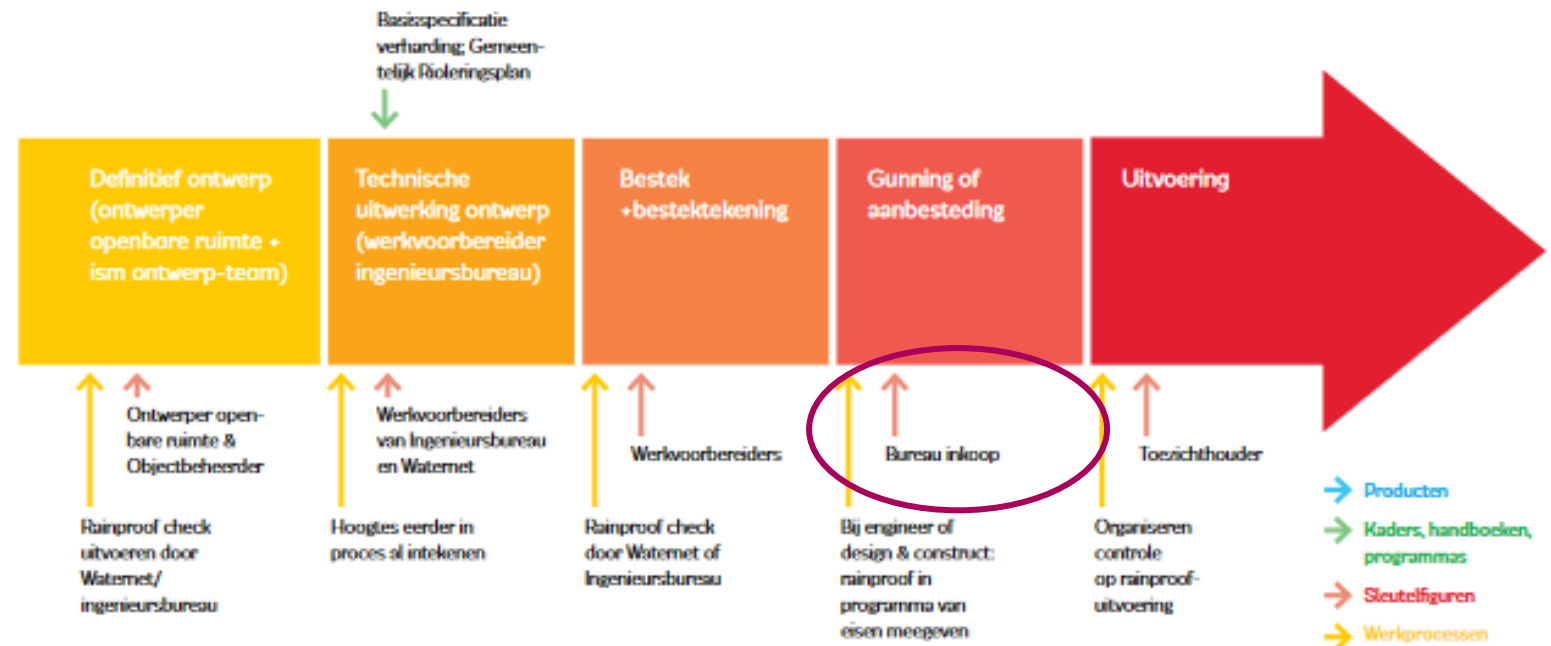 Basisspecificatie
verharding; Gemeen-
telijk Rioleringsplan
Definitief ontwerp
(ontwerper
openbare ruimte +
ism ontwerp-team)
Technische
uitwerking ontwerp
(werkvoorbereider
ingenieursbureau)
Bestek
+bestektekening
Gunning of
aanbesteding
Uitvoering
Ontwerper open-
bare ruimte &
Objectbeheerder
Werkvoorbereiders
van Ingenieursbureau
en Waternet
Werkvoorbereiders
Bureau inkoop
Toezichthouder
Rainproof check
uitvoeren door
Waternet/
ingenieursbureau
Hoogtes eerder in
proces al intekenen
Rainproof check
door Waternet of
Ingenieursbureau
Bij engineer of
design & construct:
rainproof in
programma van
eisen meegeven
Organiseren
controle
op rainproof-
uitvoering
Producten
Kaders, handboeken,
programmas
Sleutelfiguren
Werkprocessen